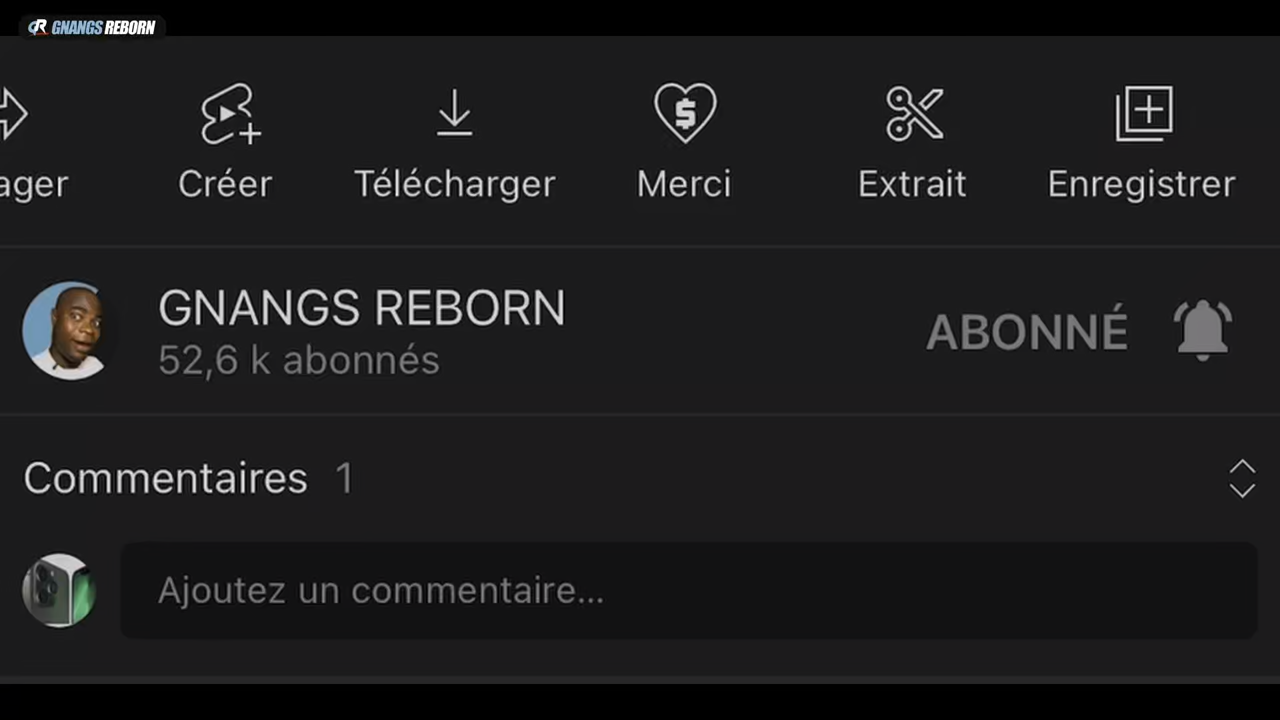 GNANGS REBORN
ager Créer Télécharger Merci Extrait Enregistrer
GNANGS REBORN
52,6 k abonnés
ABONNÉ
Commentaires 1
Ajoutez un commentaire...